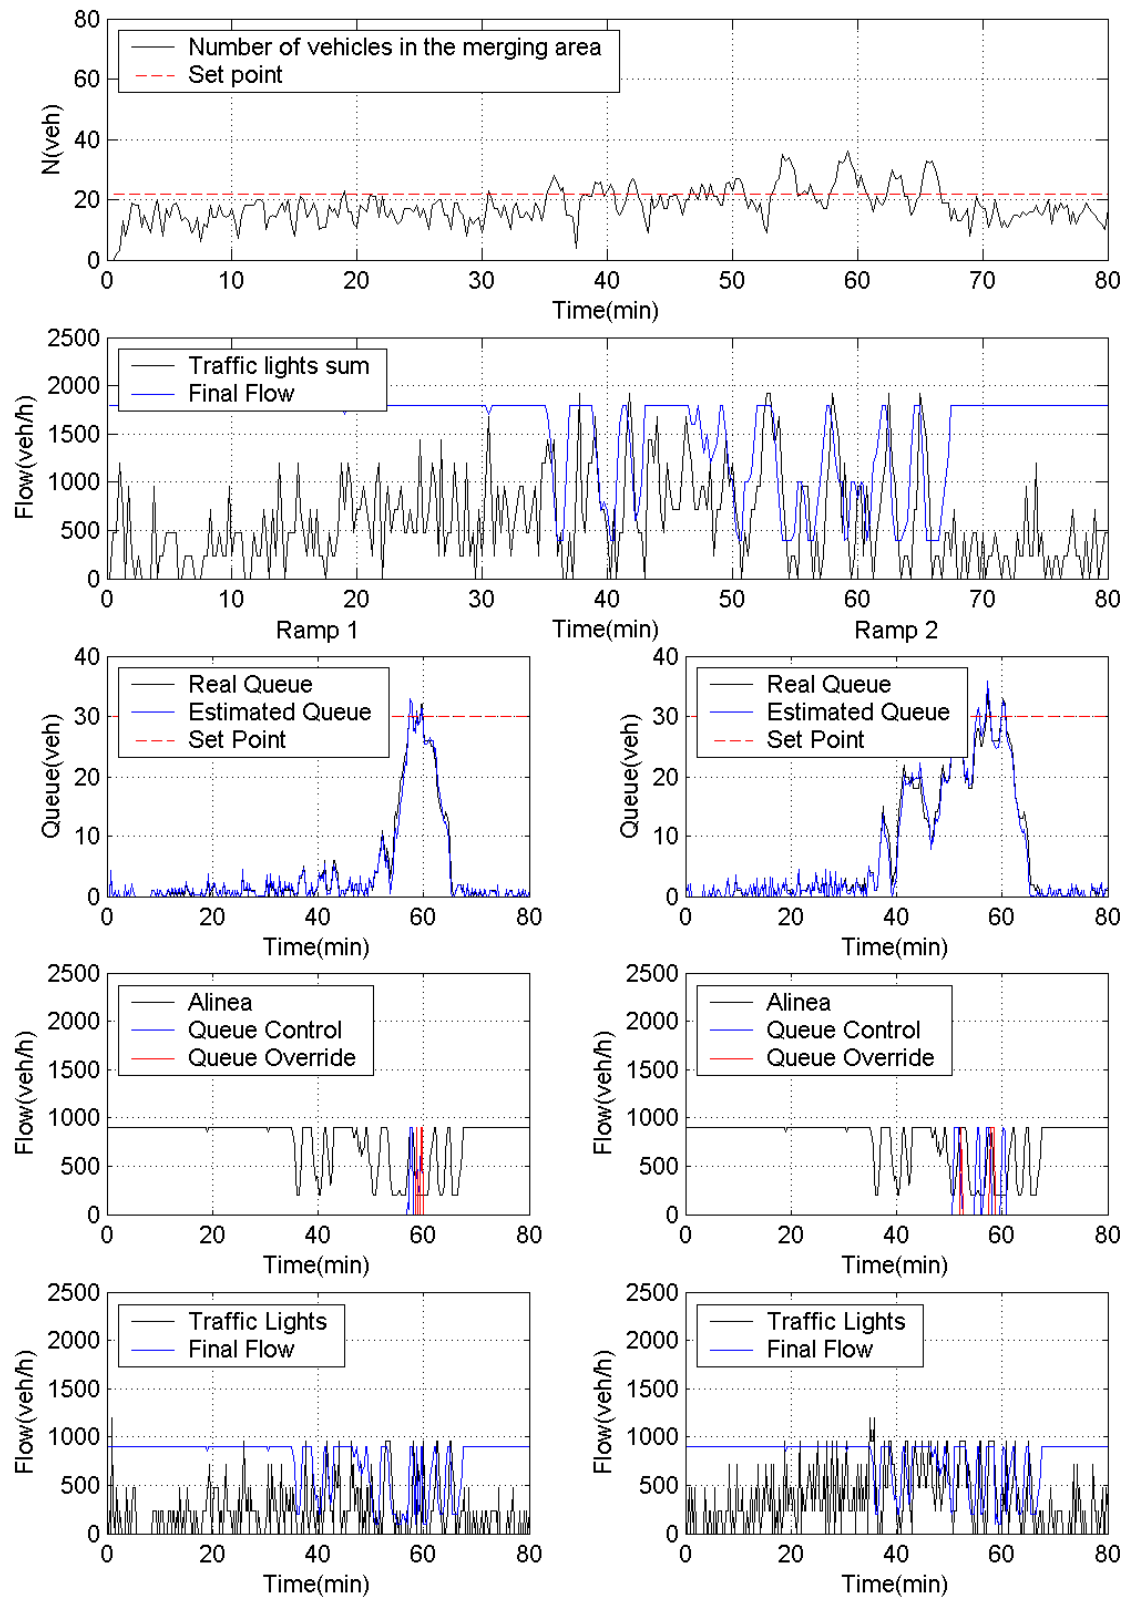 80
60
40
20
0
N(veh)
Number of vehicles in the merging area
Set point
0 10 20 30 40 50 60 70 80
Time(min)
2500
2000
1500
1000
500
0
Flow(veh/h)
Traffic lights sum
Final Flow
0 10 20 30 40 50 60 70 80
Ramp 1 Time(min) Ramp 2
40
30
20
10
0
Queue(veh)
Real Queue
Estimated Queue
Set Point
0 20 40 60 80
Time(min)
40
30
20
10
0
Queue(veh)
Real Queue
Estimated Queue
Set Point
0 20 40 60 80
Time(min)
2500
2000
1500
1000
500
0
Flow(veh/h)
Alinea
Queue Control
Queue Override
0 20 40 60 80
Time(min)
2500
2000
1500
1000
500
0
Flow(veh/h)
Alinea
Queue Control
Queue Override
0 20 40 60 80
Time(min)
2500
2000
1500
1000
500
0
Flow(veh/h)
Traffic Lights
Final Flow
0 20 40 60 80
Time(min)
2500
2000
1500
1000
500
0
Flow(veh/h)
Traffic Lights
Final Flow
0 20 40 60 80
Time(min)